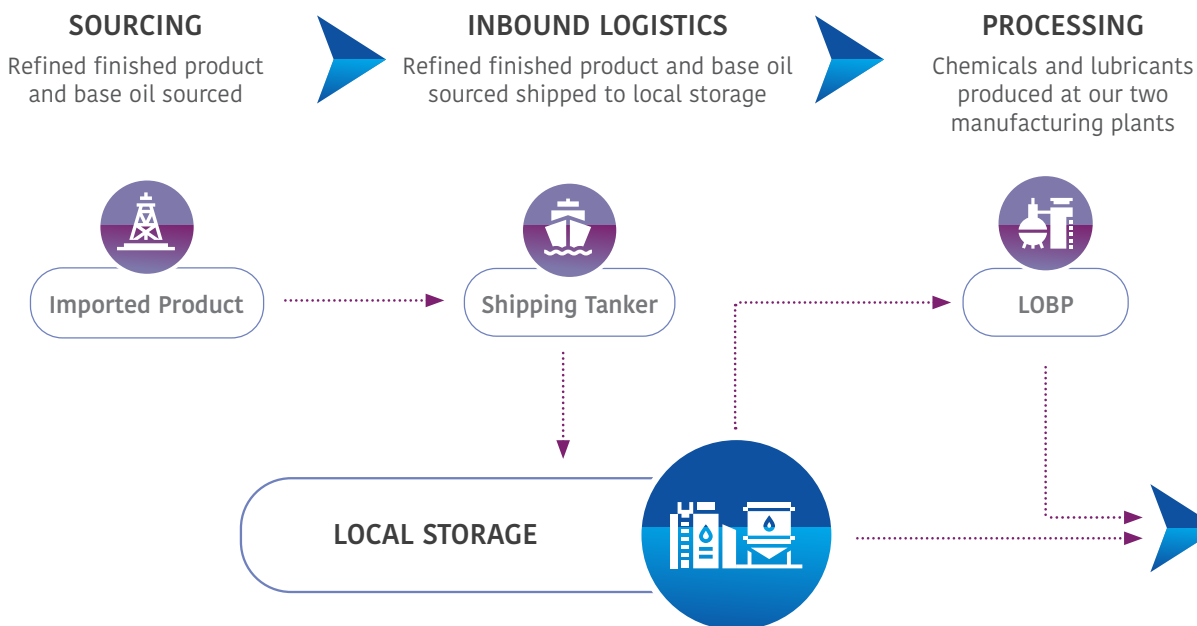 SOURCING
Refined finished product
and base oil sourced
INBOUND LOGISTICS
Refined finished product and base oil
sourced shipped to local storage
PROCESSING
Chemicals and lubricants
produced at our two
manufacturing plants
Imported Product
Shipping Tanker
LOBP
LOCAL STORAGE